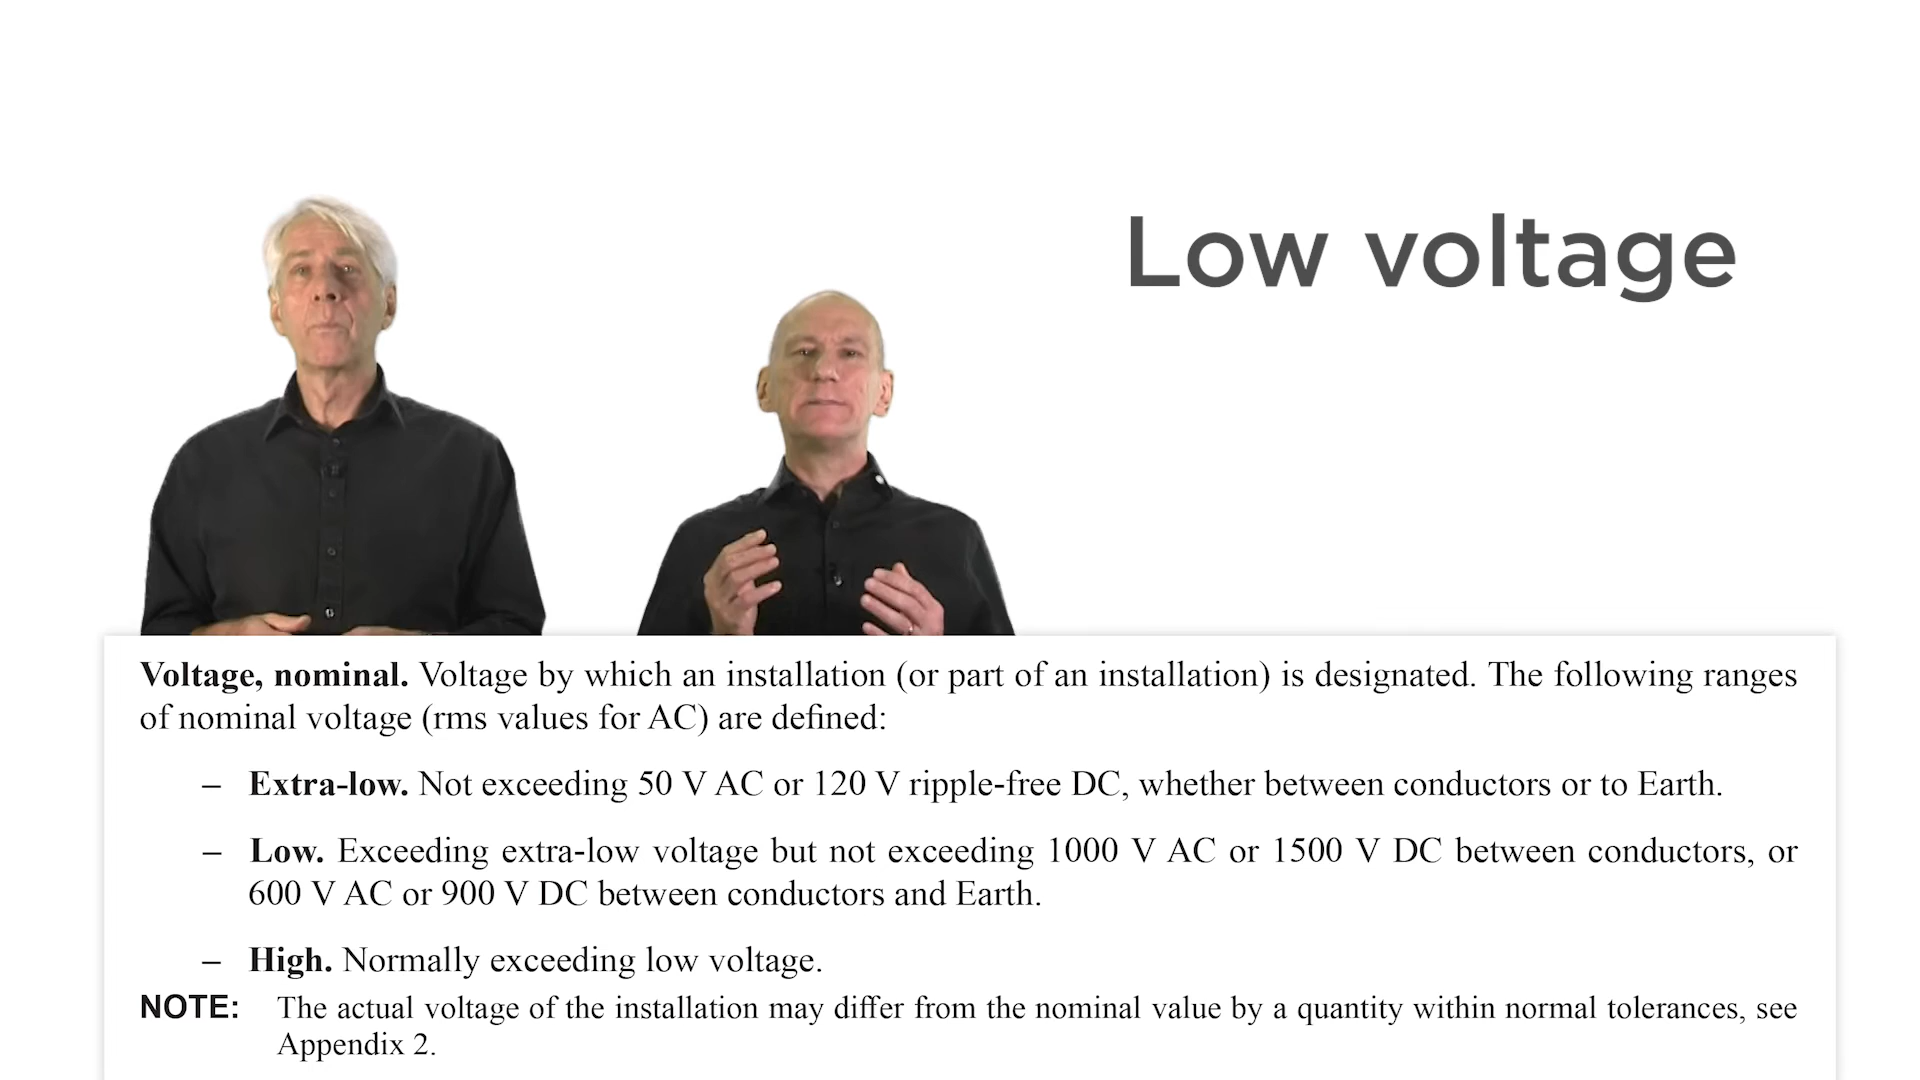 Low voltage
Voltage, nominal. Voltage by which an installation (or part of an installation) is designated. The following ranges
of nominal voltage (rms values for AC) are defined:
– Extra-low. Not exceeding 50 V AC or 120 V ripple-free DC, whether between conductors or to Earth.
– Low. Exceeding extra-low voltage but not exceeding 1000 V AC or 1500 V DC between conductors, or
600 V AC or 900 V DC between conductors and Earth.
– High. Normally exceeding low voltage.
NOTE: The actual voltage of the installation may differ from the nominal value by a quantity within normal tolerances, see
Appendix 2.